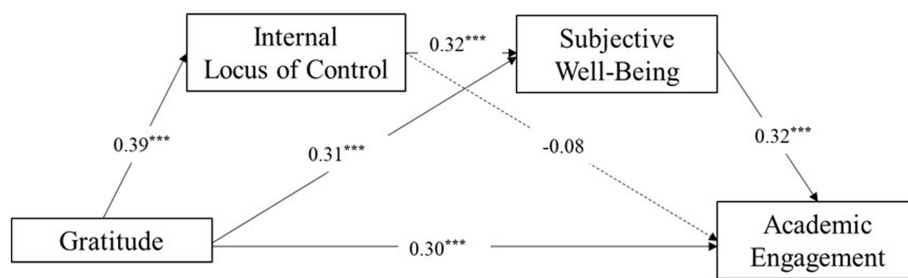 Internal
Locus of Control
0.32***
Subjective
Well-Being
0.39***
0.31***
-0.08
0.32***
Gratitude
0.30***
Academic
Engagement